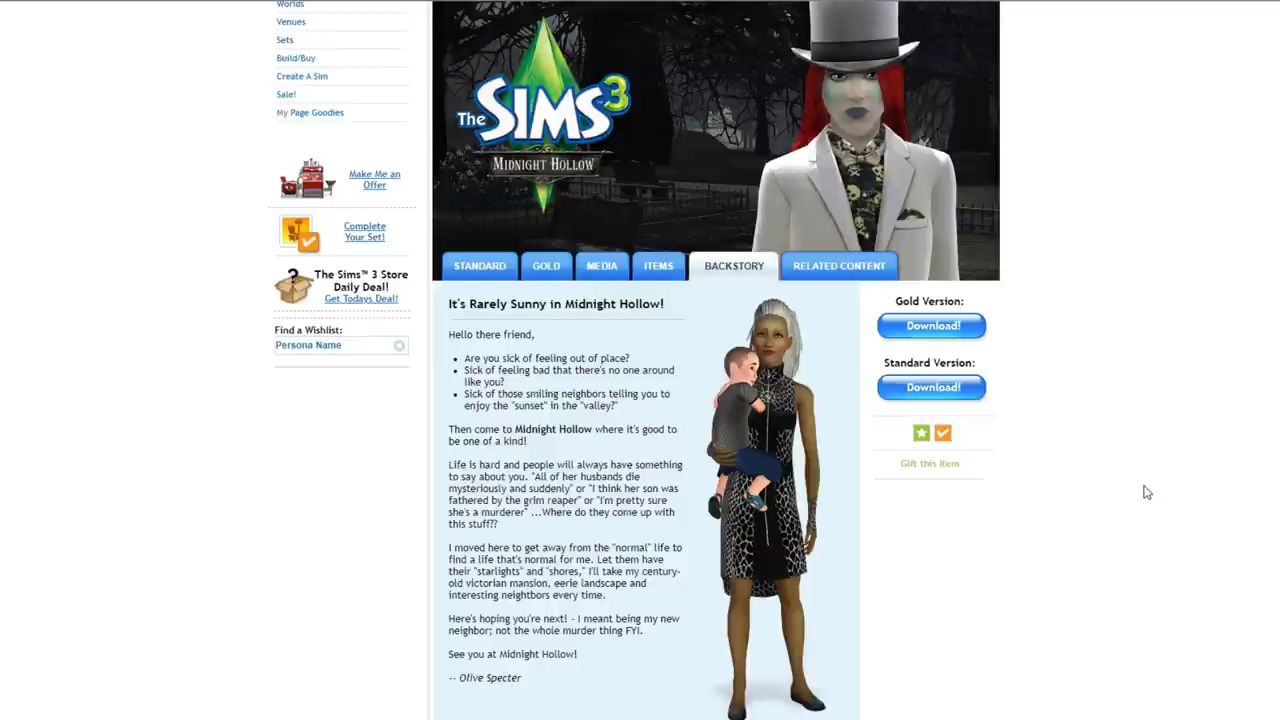 Worlds
Venues
Sets
Build/Buy
Create A Sim
Sale!
My Page Goodies
Make Me an
Offer
Complete
Your Set!
The Sims™ 3 Store
Daily Deal!
Get Todays Deal!
Find a Wishlist:
Persona Name
The SIMS 3
MIDNIGHT HOLLOW
STANDARD
GOLD
MEDIA
ITEMS
BACKSTORY
RELATED CONTENT
It's Rarely Sunny in Midnight Hollow!
Hello there friend,
• Are you sick of feeling out of place?
• Sick of feeling bad that there's no one around
like you?
• Sick of those smiling neighbors telling you to
enjoy the "sunset" in the "valley?"
Then come to Midnight Hollow where it's good to
be one of a kind!
Life is hard and people will always have something
to say about you. "All of her husbands die
mysteriously and suddenly" or "I think her son was
fathered by the grim reaper" or "I'm pretty sure
she's a murderer" ...Where do they come up with
this stuff??
I moved here to get away from the "normal" life to
find a life that's normal for me. Let them have
their "starlights" and "shores," I'll take my century-
old victorian mansion, eerie landscape and
interesting neighbors every time.
Here's hoping you're next! - I meant being my new
neighbor; not the whole murder thing FYI.
See you at Midnight Hollow!
-- Olive Specter
Gold Version:
Download!
Standard Version:
Download!
Gift this Item